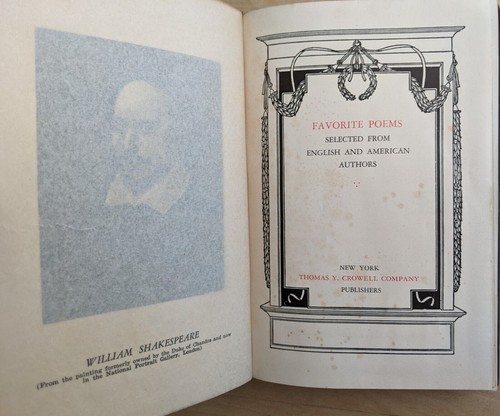 WILLIAM SHAKESPEARE
(From the painting formerly owned by the Duke of Chandos and now
in the National Portrait Gallery, London)
FAVORITE POEMS
SELECTED FROM
ENGLISH AND AMERICAN
AUTHORS
NEW YORK
THOMAS Y. CROWELL COMPANY
PUBLISHERS